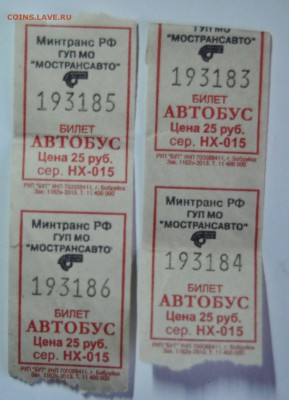 COINS.LAVE.RU
Минтранс РФ
ГУП МО
"МОСТРАНСАВТО"
193185
БИЛЕТ
АВТОБУС
Цена 25 руб.
сер. НХ-015
Минтранс РФ
ГУП МО
"МОСТРАНСАВТО"
193186
БИЛЕТ
АВТОБУС
Цена 25 руб.
сер. НХ-015
ГУП МО
"МОСТРАНСАВТО"
193183
БИЛЕТ
АВТОБУС
Цена 25 руб.
сер. НХ-015
Минтранс РФ
ГУП МО
"МОСТРАНСАВТО"
193184
БИЛЕТ
АВТОБУС
Цена 25 руб.
сер. НХ-015